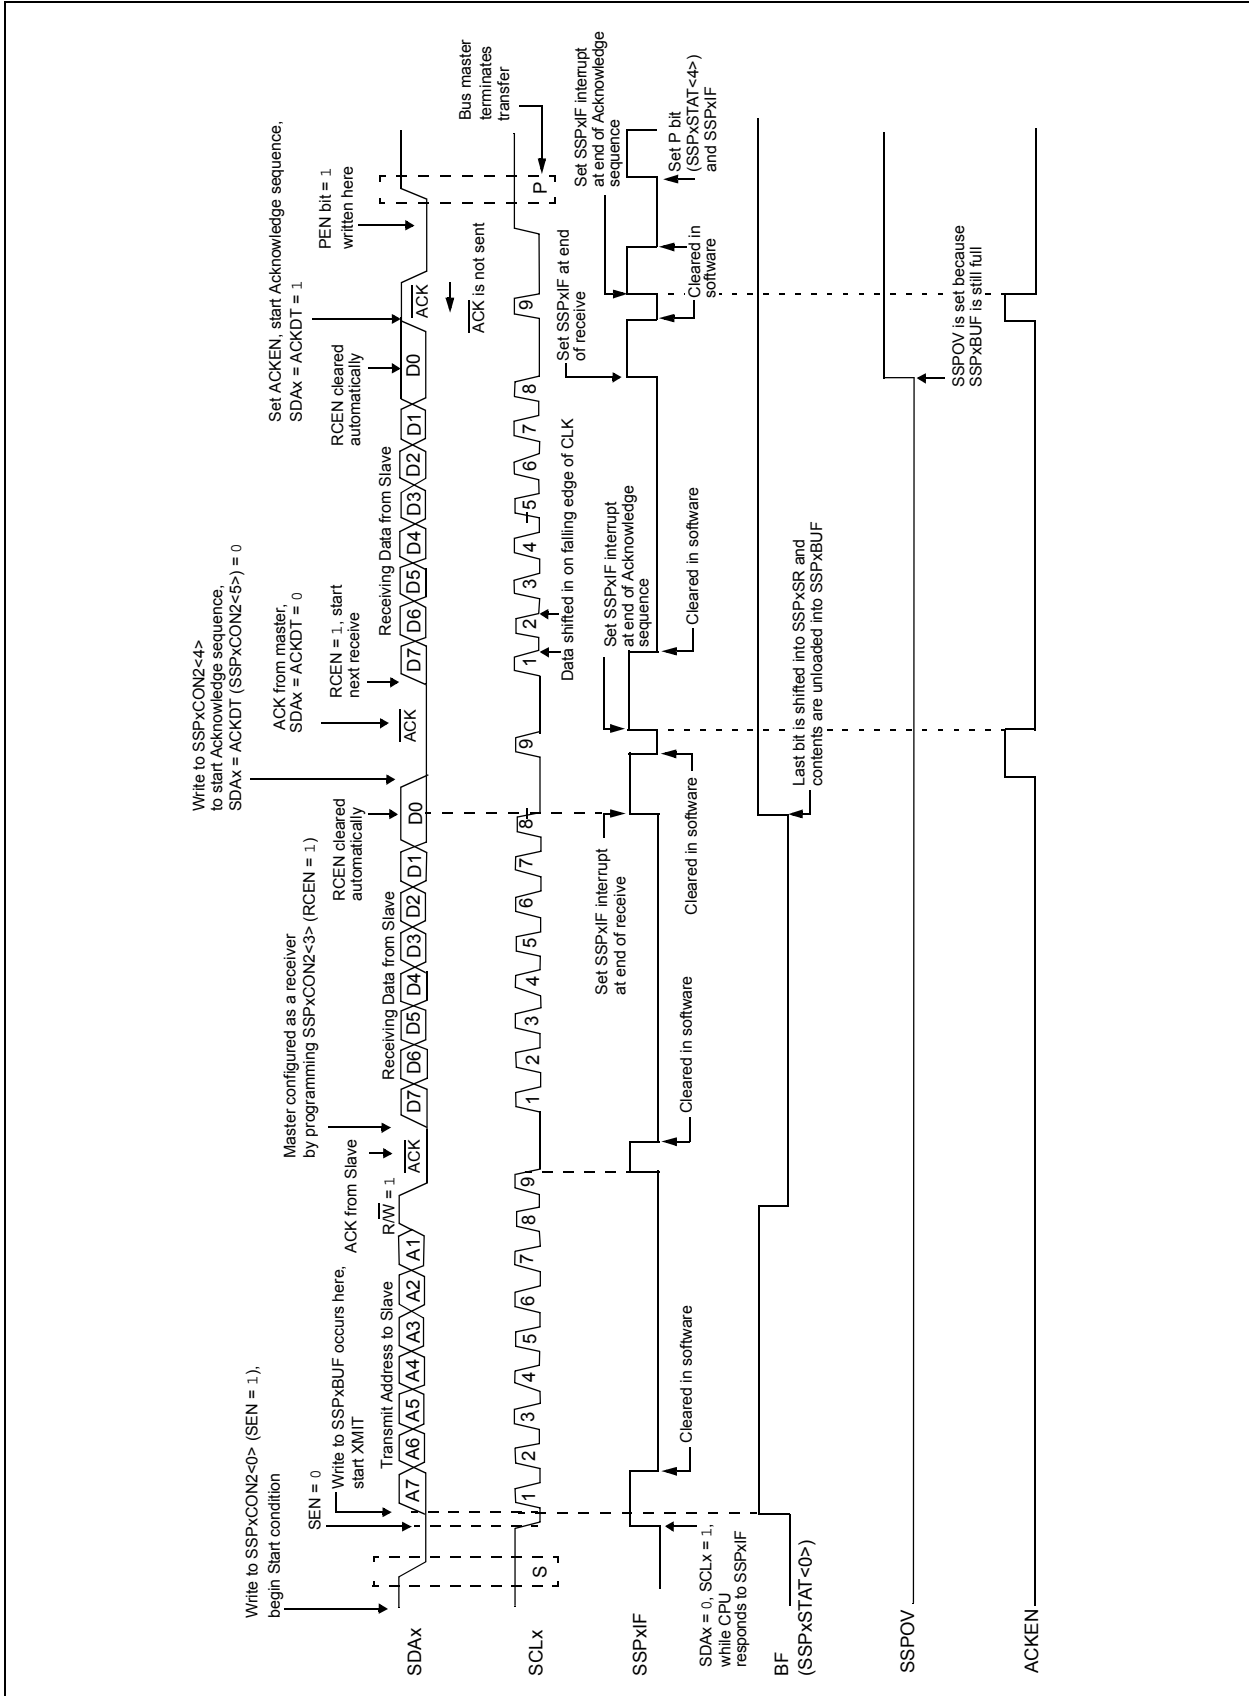 Write to SSPxCON2<0> (SEN = 1),
begin Start condition
SEN = 0
Write to SSPxBUF occurs here,
start XMIT
Transmit Address to Slave
ACK from Slave
R/W = 1
Master configured as a receiver
by programming SSPxCON2<3> (RCEN = 1)
Receiving Data from Slave
RCEN cleared
automatically
Write to SSPxCON2<4>
to start Acknowledge sequence,
SDAx = ACKDT (SSPxCON2<5>) = 0
ACK from master,
SDAx = ACKDT = 0
RCEN = 1, start
next receive
Receiving Data from Slave
RCEN cleared
automatically
Set ACKEN, start Acknowledge sequence,
SDAx = ACKDT = 1
PEN bit = 1
written here
SDAx
A7 A6 A5 A4 A3 A2 A1 ACK D7 D6 D5 D4 D3 D2 D1 D0 ACK D7 D6 D5 D4 D3 D2 D1 D0 ACK
ACK is not sent
Bus master
terminates
transfer
SCLx
S 1 2 3 4 5 6 7 8 9 1 2 3 4 5 6 7 8 9 1 2 3 4 5 6 7 8 9 P
Data shifted in on falling edge of CLK
Set SSPxIF interrupt
at end of receive
Set SSPxIF interrupt
at end of Acknowledge
sequence
Set SSPxIF at end
of receive
Set SSPxIF interrupt
at end of Acknowledge
sequence
SSPxIF
SDAx = 0, SCLx = 1,
while CPU
responds to SSPxIF
Cleared in software
Cleared in software
Cleared in software
Cleared in software
Cleared in
software
Set P bit
(SSPxSTAT<4>)
and SSPxIF
BF
(SSPxSTAT<0>)
Last bit is shifted into SSPxSR and
contents are unloaded into SSPxBUF
SSPOV
SSPOV is set because
SSPxBUF is still full
ACKEN